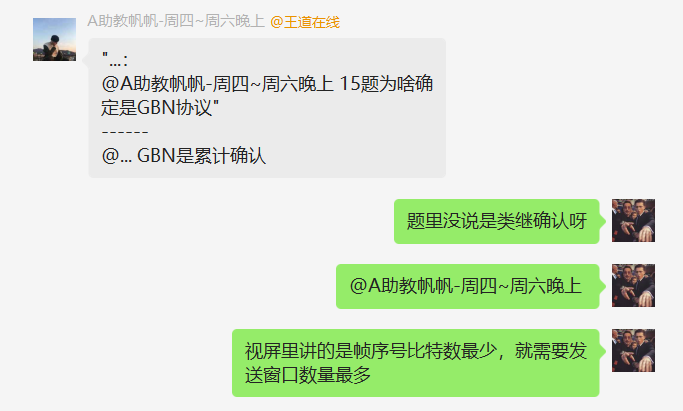 A助教帆帆-周四~周六晚上 @王道在线
"...：
@A助教帆帆-周四~周六晚上 15题为啥确
定是GBN协议"
------
@... GBN是累计确认
题里没说是类继确认呀
@A助教帆帆-周四~周六晚上
视屏里讲的是帧序号比特数最少，就需要发
送窗口数量最多